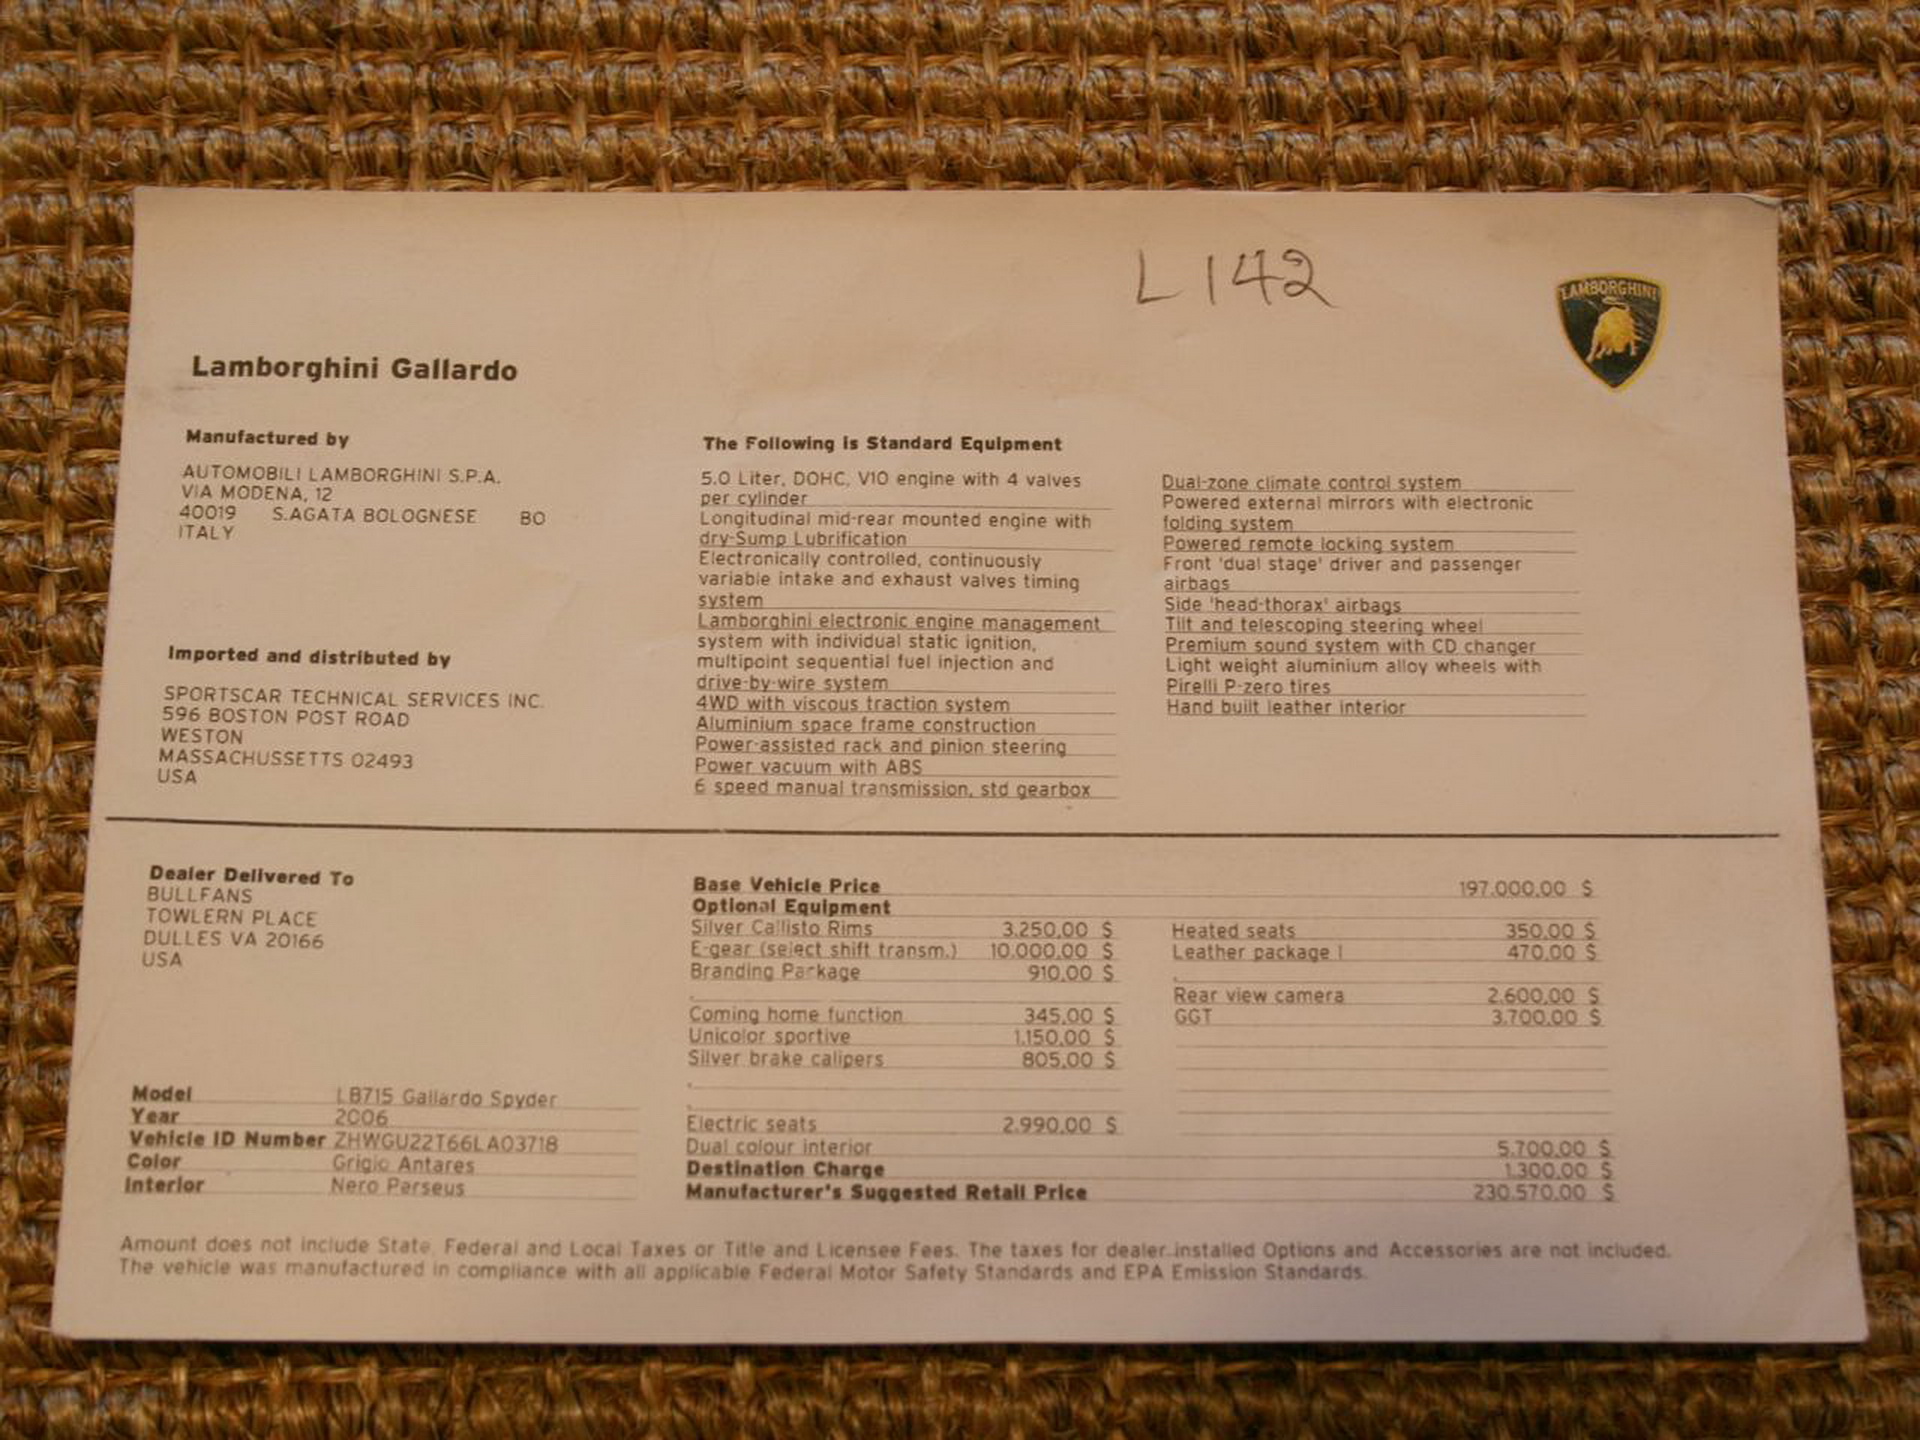 L142
LAMBORGHINI
Lamborghini Gallardo
Manufactured by
AUTOMOBILI LAMBORGHINI S.P.A.
VIA MODENA, 12
40019 S.AGATA BOLOGNESE BO
ITALY
Imported and distributed by
SPORTSCAR TECHNICAL SERVICES INC.
596 BOSTON POST ROAD
WESTON
MASSACHUSSETTS 02493
USA
The Following is Standard Equipment
5.0 Liter, DOHC, V10 engine with 4 valves
per cylinder
Longitudinal mid-rear mounted engine with
dry-Sump Lubrification
Electronically controlled, continuously
variable intake and exhaust valves timing
system
Lamborghini electronic engine management
system with individual static ignition,
multipoint sequential fuel injection and
drive-by-wire system
4WD with viscous traction system
Aluminium space frame construction
Power-assisted rack and pinion steering
Power vacuum with ABS
6 speed manual transmission, std gearbox
Dual-zone climate control system
Powered external mirrors with electronic
folding system
Powered remote locking system
Front 'dual stage' driver and passenger
airbags
Side 'head-thorax' airbags
Tilt and telescoping steering wheel
Premium sound system with CD changer
Light weight aluminium alloy wheels with
Pirelli P-zero tires
Hand built leather interior
Dealer Delivered To
BULLFANS
TOWLERN PLACE
DULLES VA 20166
USA
Model LB715 Gallardo Spyder
Year 2006
Vehicle ID Number ZHWGU22T66LA03718
Color Grigio Antares
Interior Nero Perseus
Base Vehicle Price 197.000,00 $
Optional Equipment
Silver Callisto Rims 3.250,00 $
E-gear (select shift transm.) 10.000,00 $
Branding Package 910,00 $
.
Coming home function 345,00 $
Unicolor sportive 1.150,00 $
Silver brake calipers 805,00 $
.
.
Electric seats 2.990,00 $
Heated seats 350,00 $
Leather package I 470,00 $
.
Rear view camera 2.600,00 $
GGT 3.700,00 $
Dual colour interior 5.700,00 $
Destination Charge 1.300,00 $
Manufacturer's Suggested Retail Price 230.570,00 $
Amount does not include State, Federal and Local Taxes or Title and Licensee Fees. The taxes for dealer-installed Options and Accessories are not included.
The vehicle was manufactured in compliance with all applicable Federal Motor Safety Standards and EPA Emission Standards.